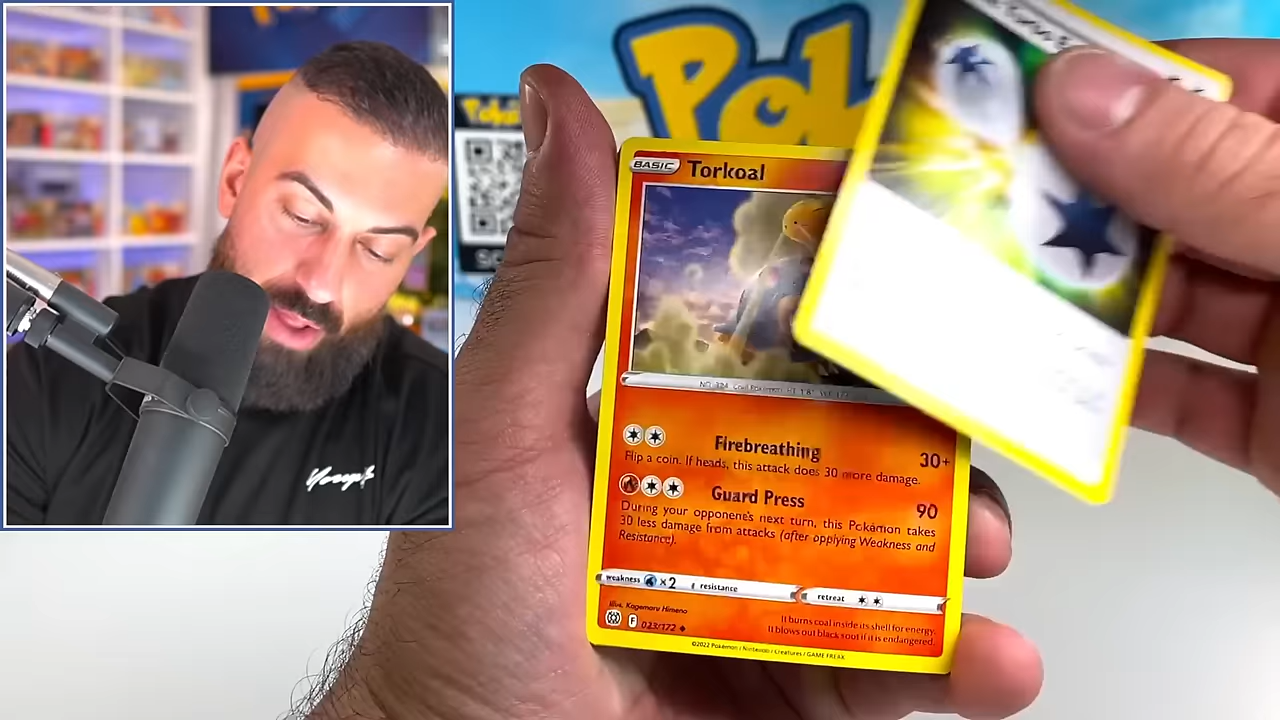 BASIC Torkoal
Firebreathing 30+
Flip a coin. If heads, this attack does 30 more damage.
Guard Press 90
During your opponent's next turn, this Pokémon takes
30 less damage from attacks (after applying Weakness and
Resistance).
weakness ×2 resistance retreat
Illus. Kagemaru Himeno
F 023/172
It burns coal inside its shell for energy.
It blows out black soot if it is endangered.
©2022 Pokémon / Nintendo / Creatures / GAME FREAK